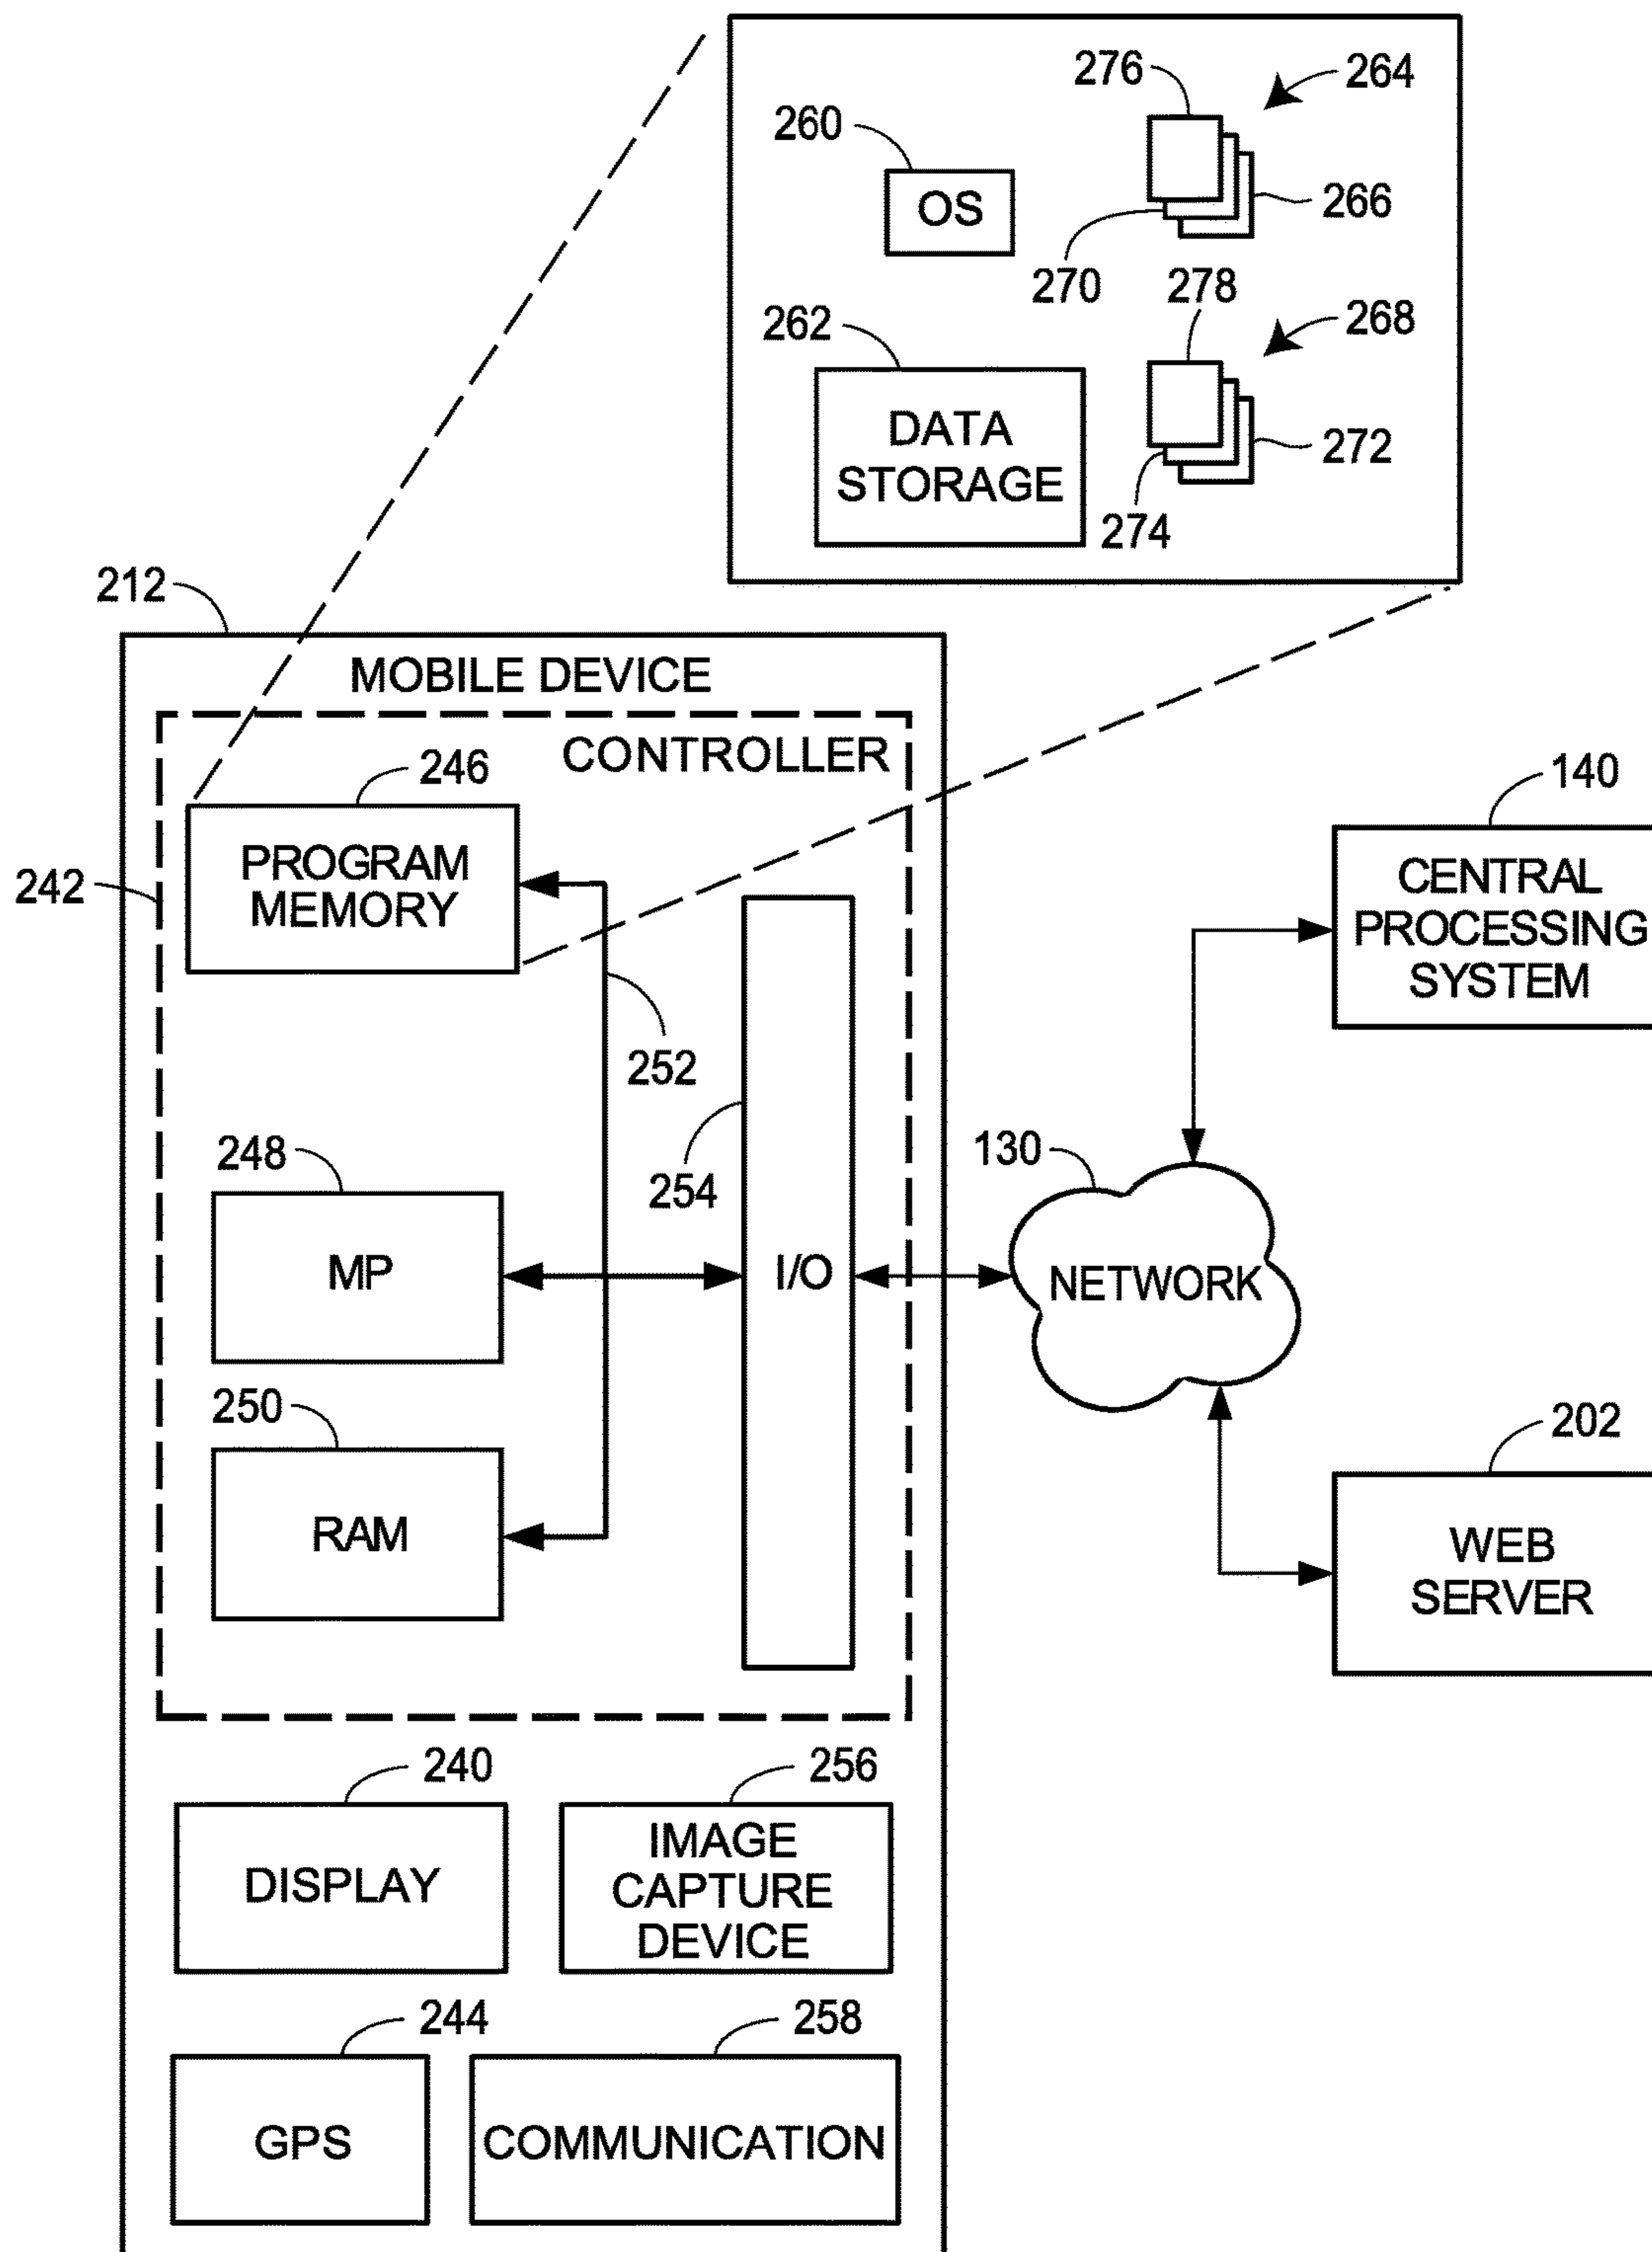 276
264
260
OS
266
270
278
262
268
DATA
STORAGE
272
274
212
MOBILE DEVICE
CONTROLLER
246
140
PROGRAM
MEMORY
242
CENTRAL
PROCESSING
SYSTEM
252
248
130
254
MP
I/O
NETWORK
250
202
RAM
WEB
SERVER
240
256
DISPLAY
IMAGE
CAPTURE
DEVICE
244
258
GPS
COMMUNICATION